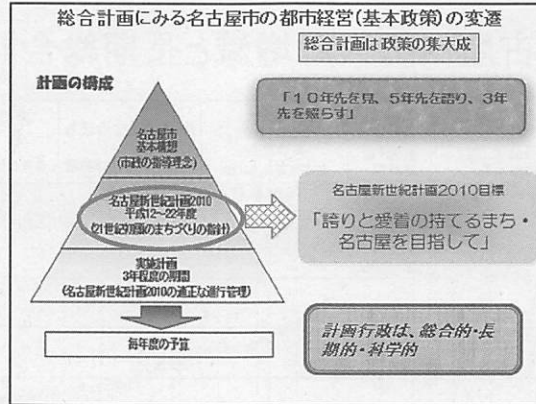 総合計画にみる名古屋市の都市経営(基本政策)の変遷
総合計画は政策の集大成
計画の構成
「10年先を見、5年先を語り、3年
先を照らす」
名古屋市
基本構想
(市政の指導理念)
名古屋新世紀計画2010
平成12～22年度
(21世紀初頭のまちづくりの指針)
名古屋新世紀計画2010目標
「誇りと愛着の持てるまち・
名古屋を目指して」
実施計画
3年程度の期間
(名古屋新世紀計画2010の適正な進行管理)
毎年度の予算
計画行政は、総合的・長
期的・科学的